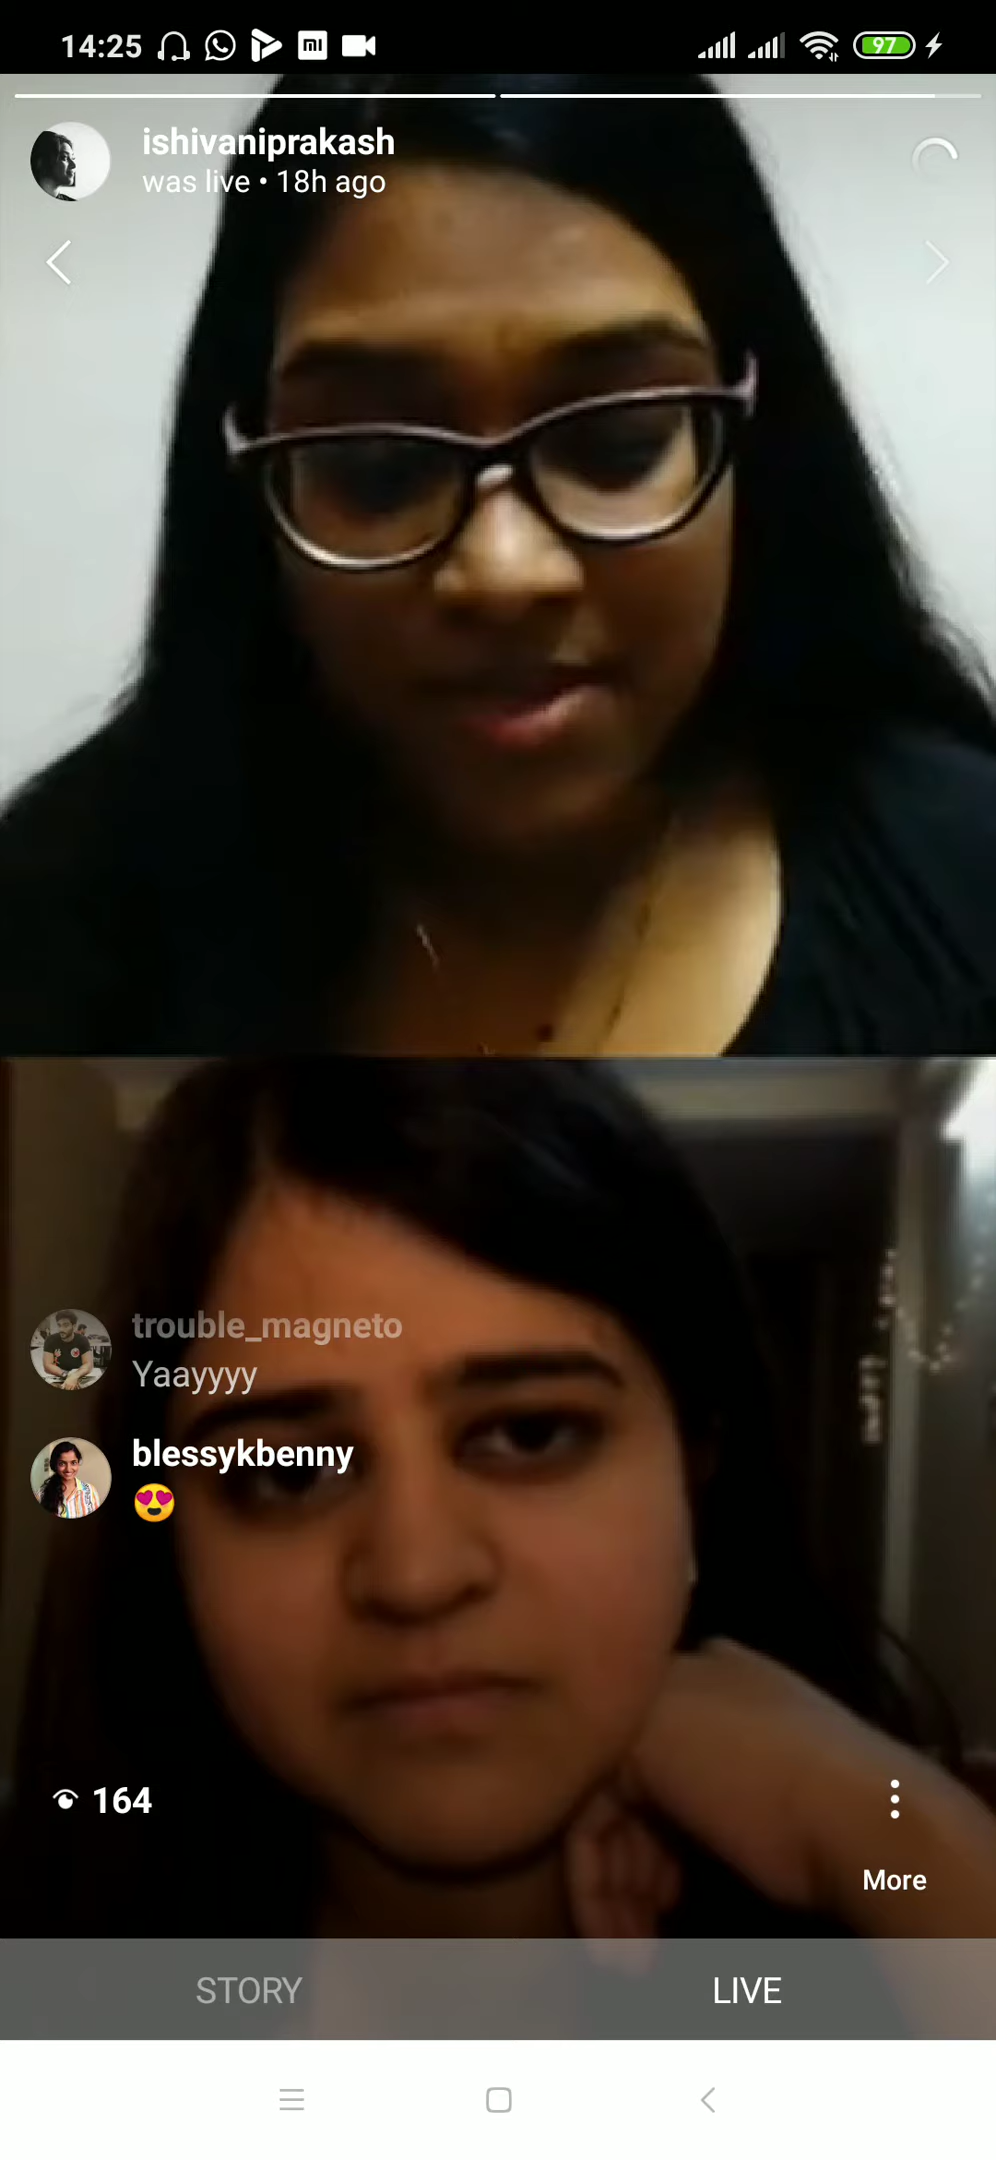 14:25
97
ishivaniprakash
was live • 18h ago
trouble_magneto
Yaayyyy
blessykbenny
😍
164
More
STORY LIVE